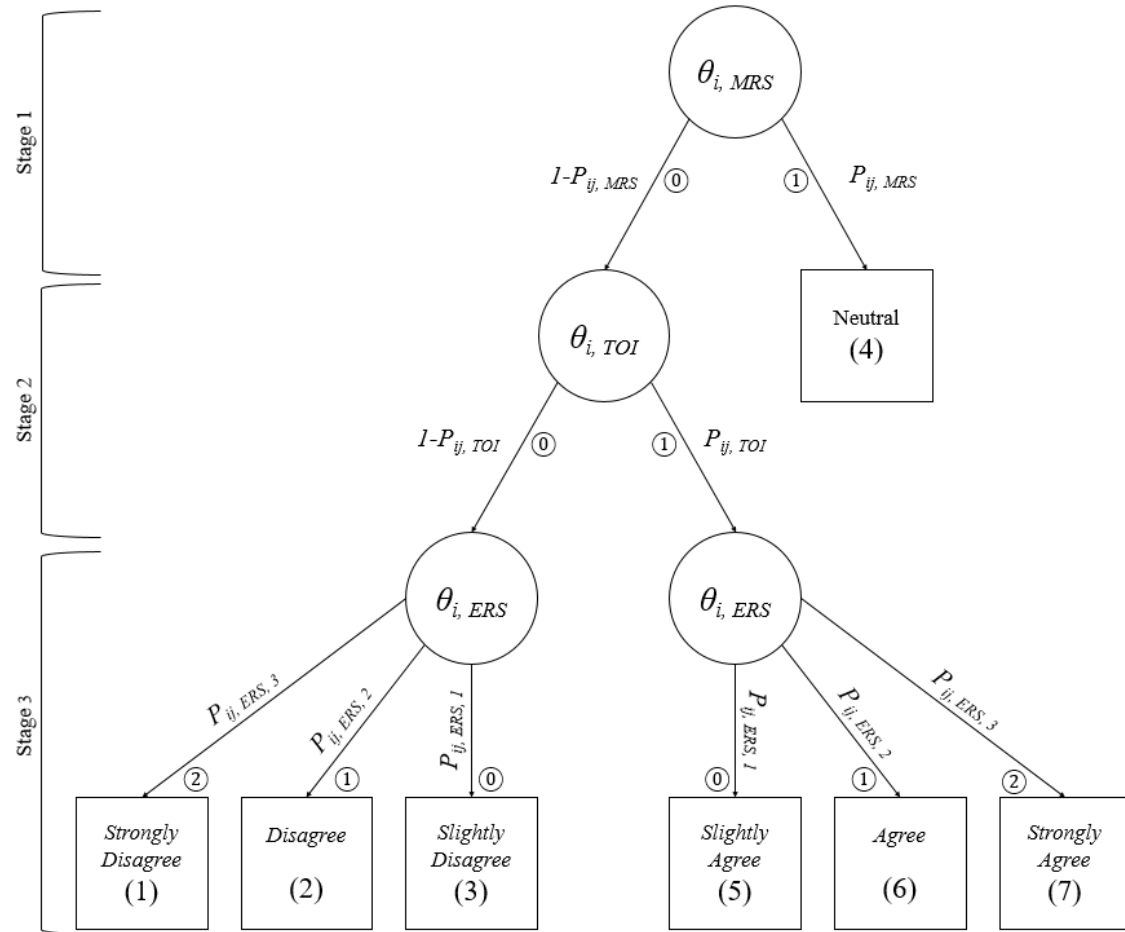 Stage 1
θi, MRS
1-Pij, MRS
⓪
①
Pij, MRS
Stage 2
θi, TOI
Neutral
(4)
1-Pij, TOI
⓪
①
Pij, TOI
Stage 3
θi, ERS
θi, ERS
Pij, ERS, 3
Pij, ERS, 2
Pij, ERS, 1
Pij, ERS, 1
Pij, ERS, 2
Pij, ERS, 3
②
①
⓪
⓪
①
②
Strongly
Disagree
(1)
Disagree
(2)
Slightly
Disagree
(3)
Slightly
Agree
(5)
Agree
(6)
Strongly
Agree
(7)